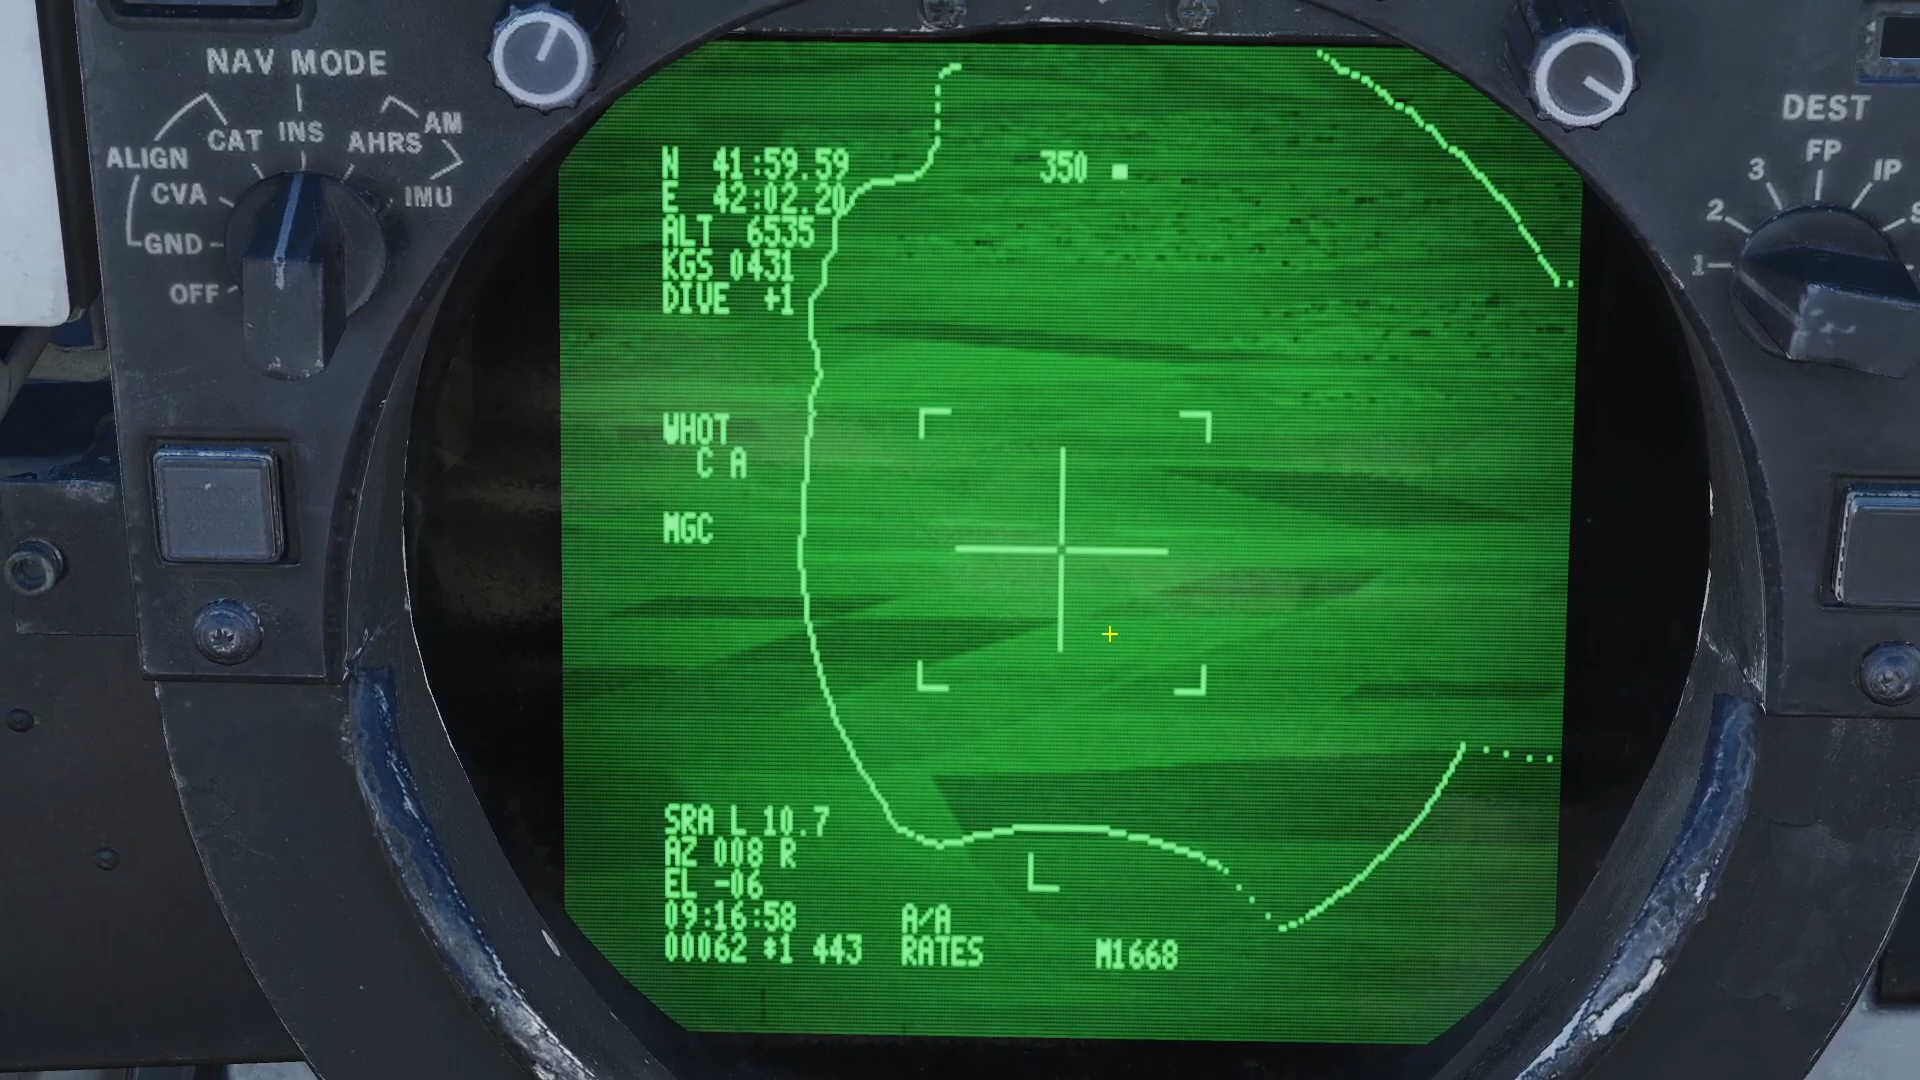 NAV MODE
ALIGN
CAT
INS
AHRS
AM
CVA
IMU
GND
OFF
N 41:59.59
E 42:02.20
ALT 6535
KGS 0431
DIVE +1
350
WHOT
C A
MGC
SRA L 10.7
AZ 008 R
EL -06
09:16:58
00062 *1 443
A/A
RATES
M1668
DEST
FP
3
IP
2
1